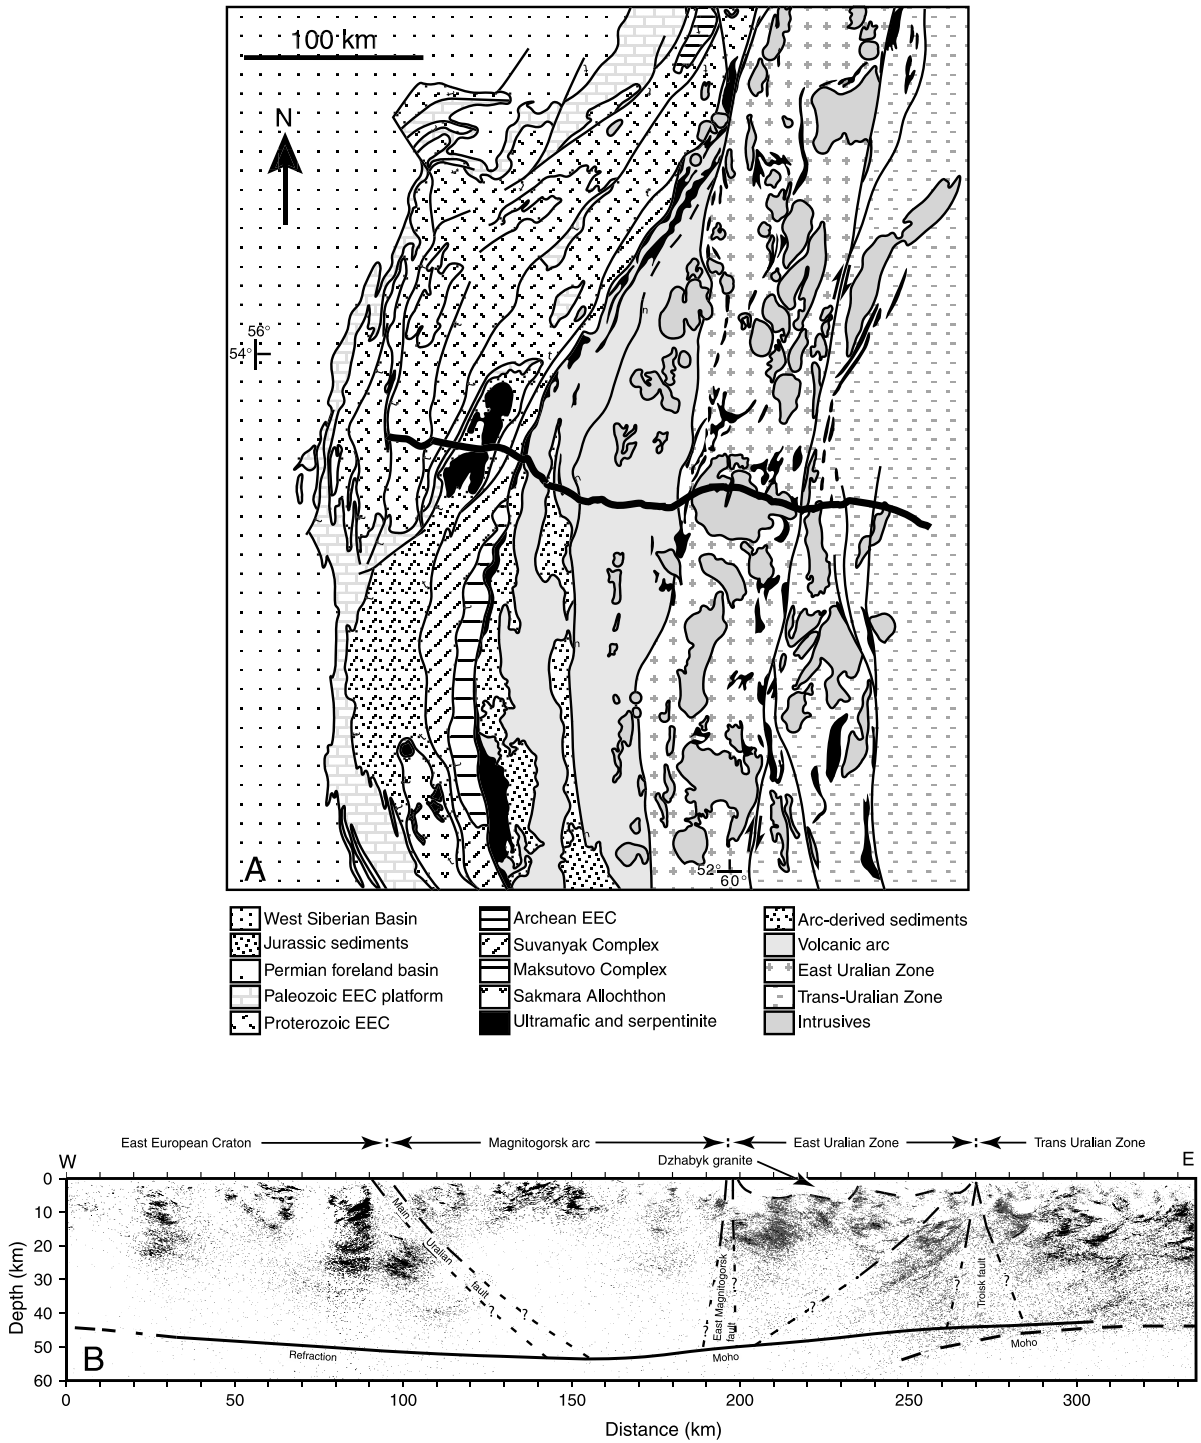 100 km
N
56°
54°
A
52°
60°
West Siberian Basin
Jurassic sediments
Permian foreland basin
Paleozoic EEC platform
Proterozoic EEC
Archean EEC
Suvanyak Complex
Maksutovo Complex
Sakmara Allochthon
Ultramafic and serpentinite
Arc-derived sediments
Volcanic arc
East Uralian Zone
Trans-Uralian Zone
Intrusives
East European Craton
Magnitogorsk arc
East Uralian Zone
Trans Uralian Zone
W
Dzhabyk granite
E
0
10
20
30
40
50
60
Depth (km)
Main
Uralian
fault
?
?
East Magnitogorsk
fault
?
?
?
Troisk fault
?
?
Refraction
Moho
Moho
B
0
50
100
150
200
250
300
Distance (km)